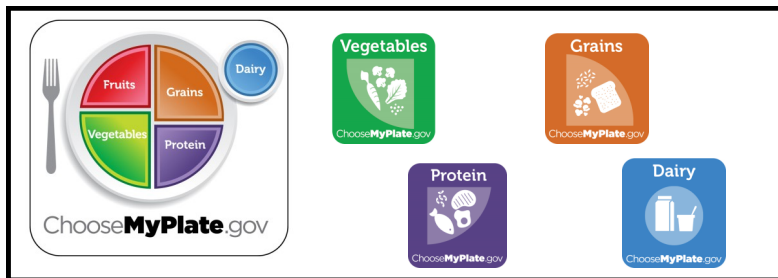 Fruits
Grains
Dairy
Vegetables
Protein
ChooseMyPlate.gov
Vegetables
ChooseMyPlate.gov
Grains
ChooseMyPlate.gov
Protein
ChooseMyPlate.gov
Dairy
ChooseMyPlate.gov